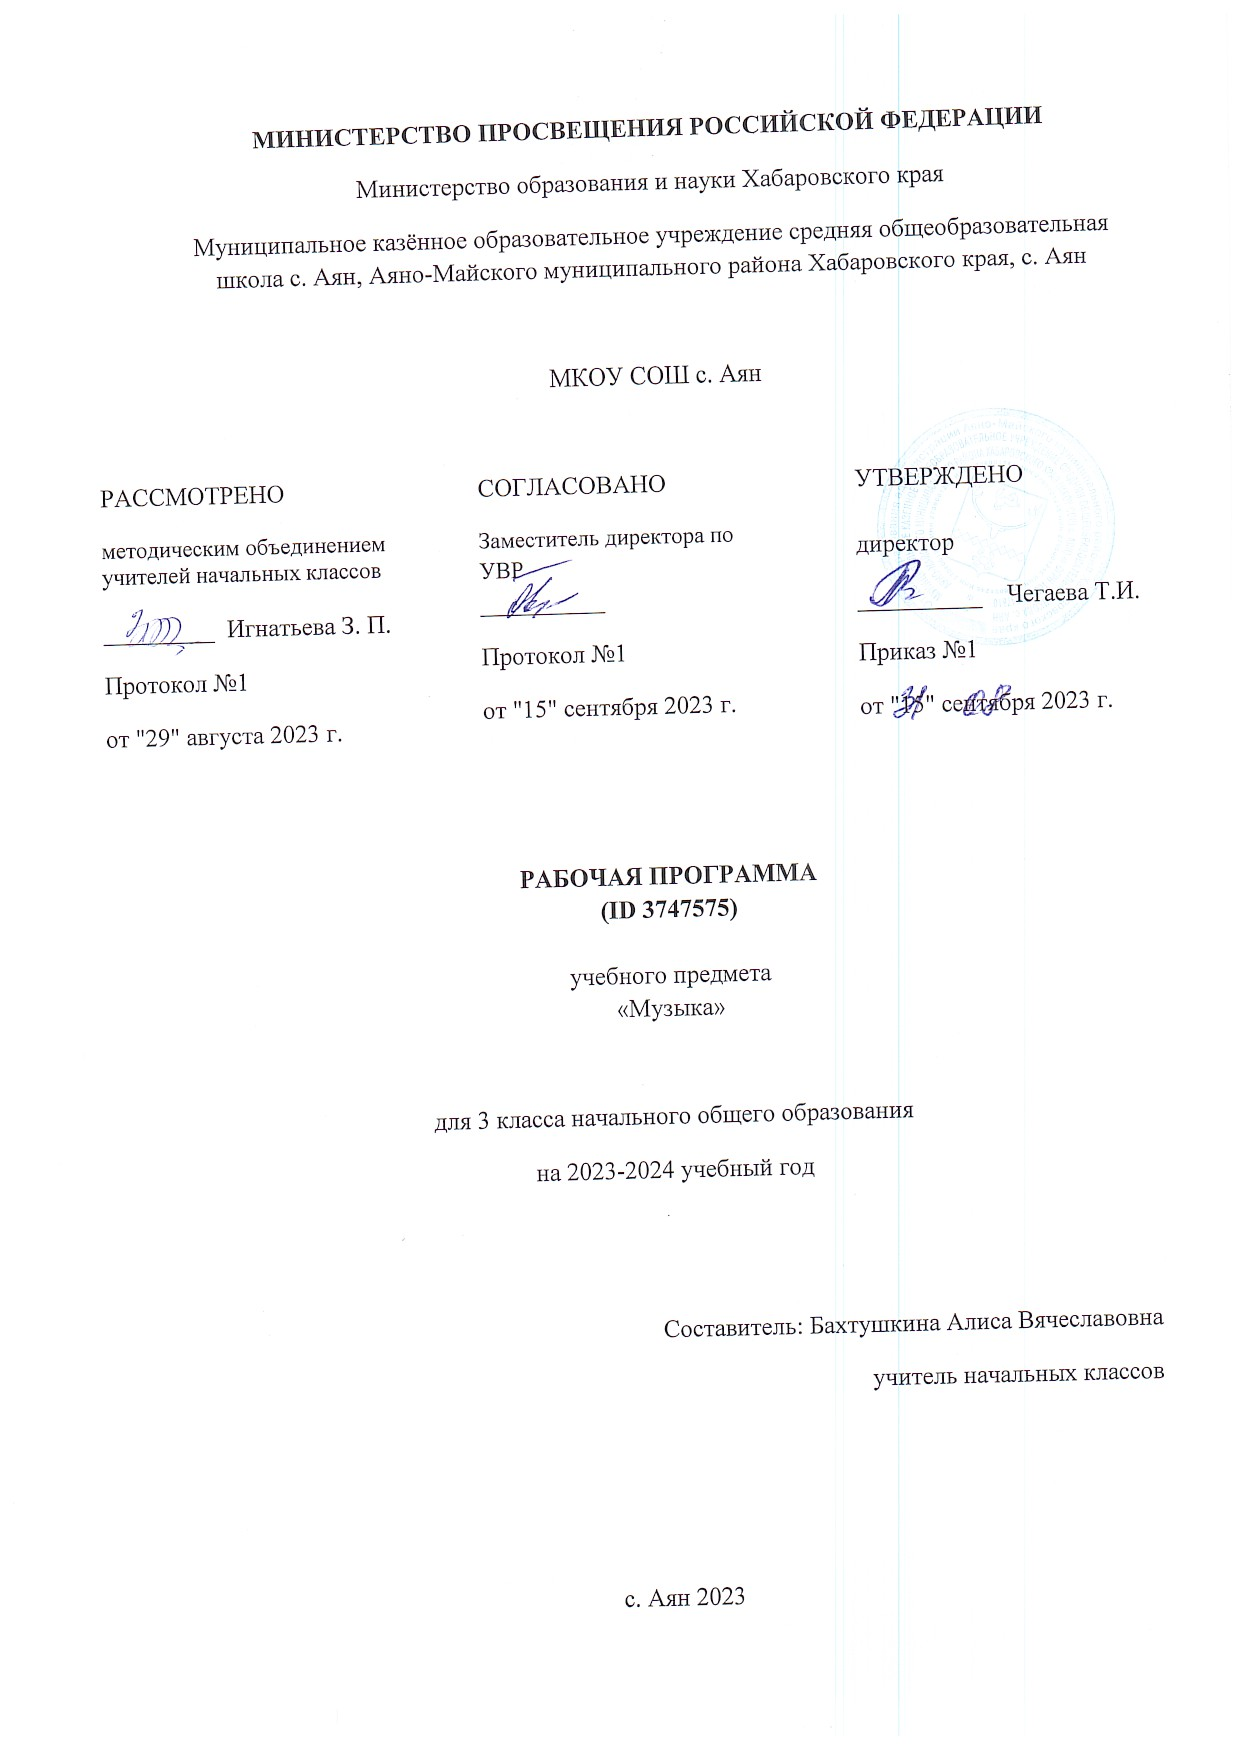 МИНИСТЕРСТВО ПРОСВЕЩЕНИЯ РОССИЙСКОЙ ФЕДЕРАЦИИ
Министерство образования и науки Хабаровского края
Муниципальное казённое образовательное учреждение средняя общеобразовательная
школа с. Аян, Аяно-Майского муниципального района Хабаровского края, с. Аян
МКОУ СОШ с. Аян
РАССМОТРЕНО
методическим объединением
учителей начальных классов
Игнатьева З. П.
Протокол №1
от "29" августа 2023 г.
СОГЛАСОВАНО
Заместитель директора по
УВР
Протокол №1
от "15" сентября 2023 г.
УТВЕРЖДЕНО
директор
Чегаева Т.И.
Приказ №1
от "15" сентября 2023 г.
РАБОЧАЯ ПРОГРАММА
(ID 3747575)
учебного предмета
«Музыка»
для 3 класса начального общего образования
на 2023-2024 учебный год
Составитель: Бахтушкина Алиса Вячеславовна
учитель начальных классов
с. Аян 2023